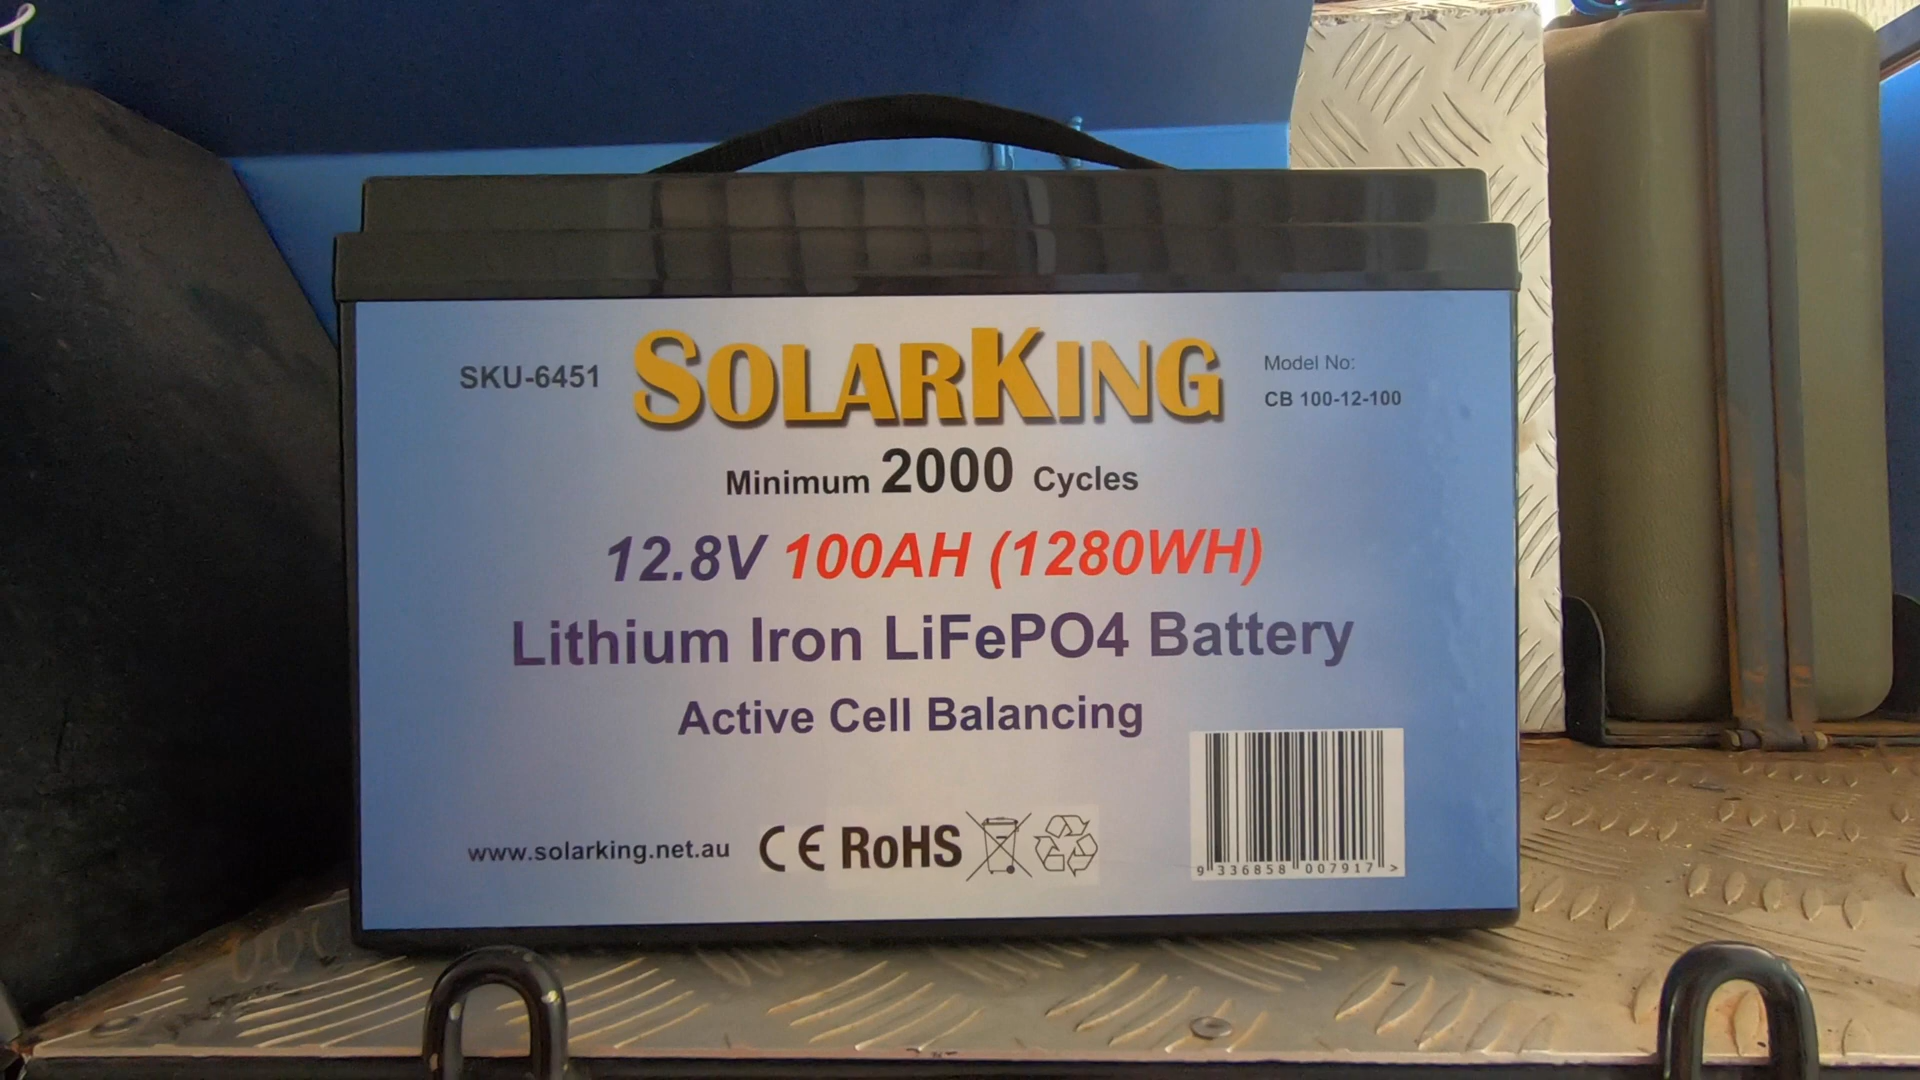 SKU-6451
SOLARKING
Model No:
CB 100-12-100
Minimum 2000 Cycles
12.8V 100AH (1280WH)
Lithium Iron LiFePO4 Battery
Active Cell Balancing
www.solarking.net.au
CE RoHS
9 336858 007917 >